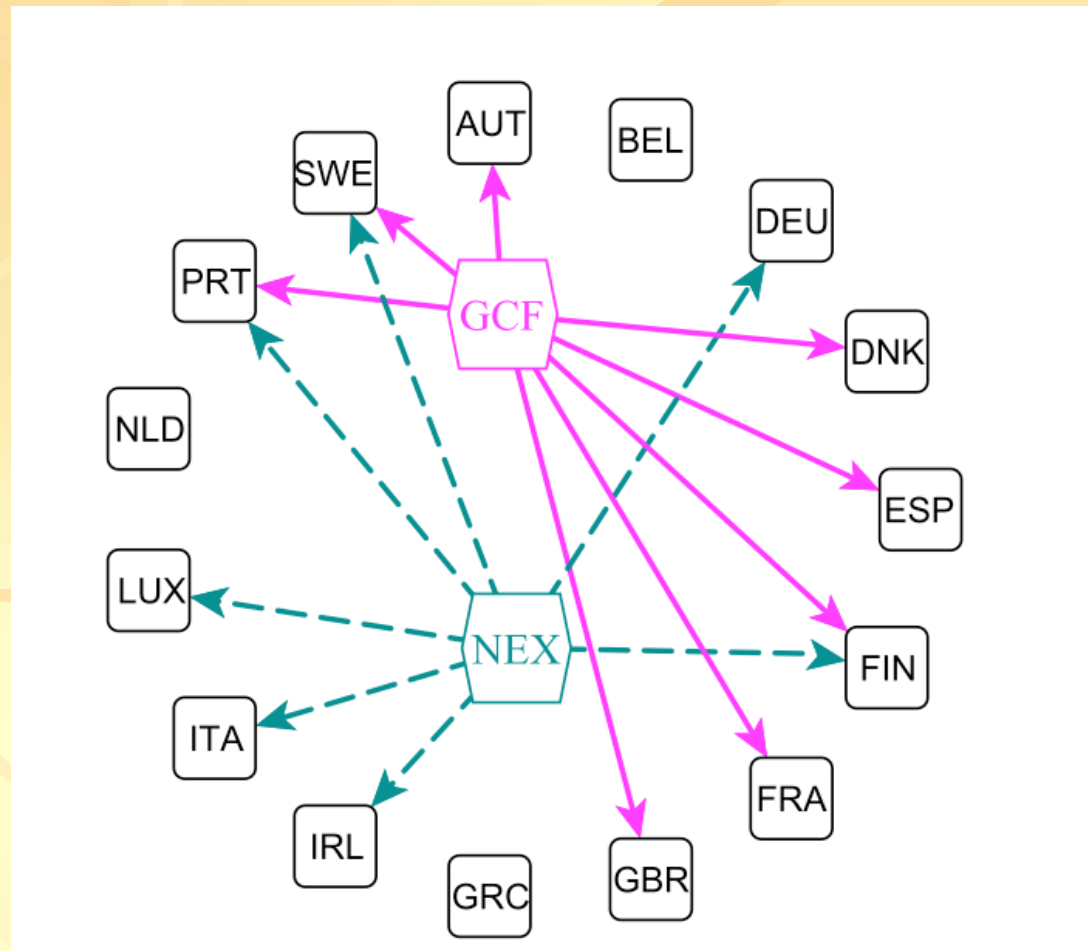 AUT
BEL
SWE
DEU
PRT
GCF
DNK
NLD
ESP
LUX
NEX
FIN
ITA
FRA
IRL
GBR
GRC